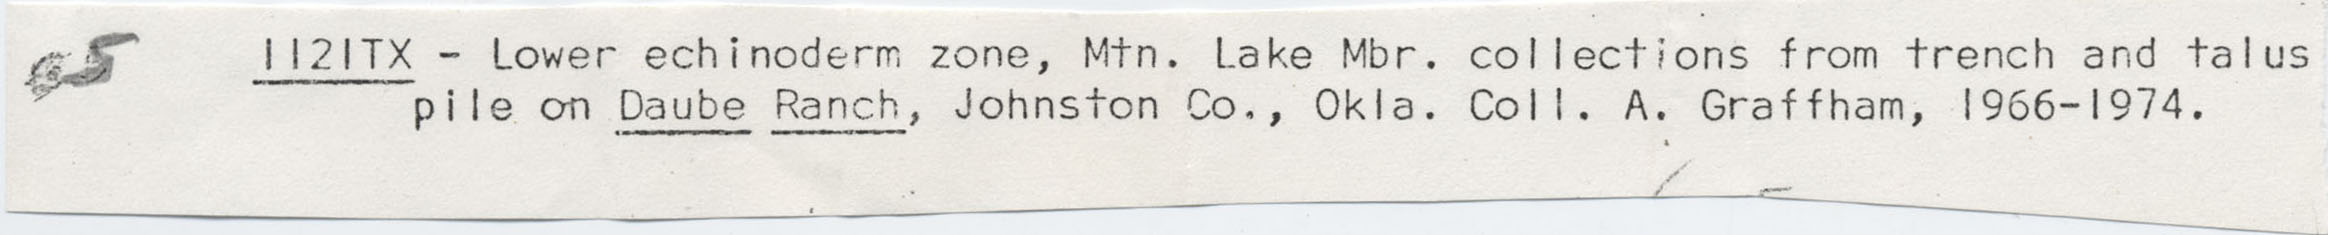 1121TX - Lower echinoderm zone, Mtn. Lake Mbr. collections from trench and talus
pile on Daube Ranch, Johnston Co., Okla. Coll. A. Graffham, 1966-1974.